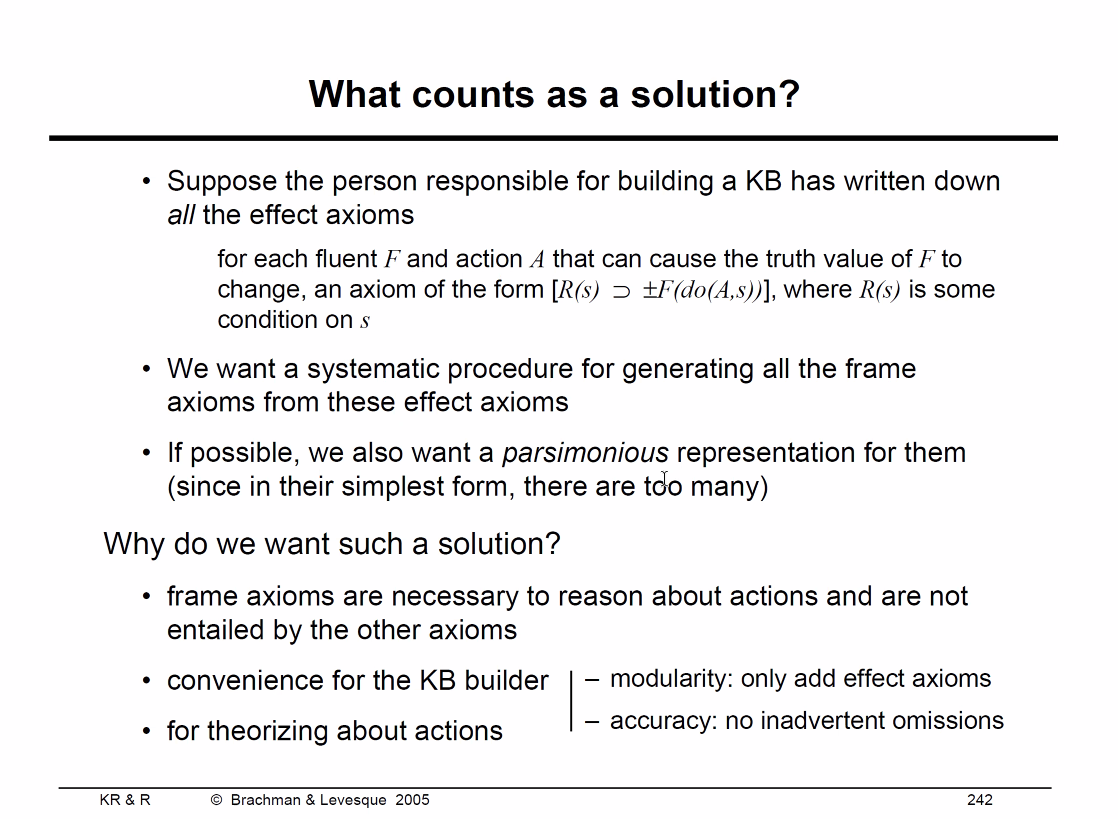 What counts as a solution?
• Suppose the person responsible for building a KB has written down
all the effect axioms
for each fluent F and action A that can cause the truth value of F to
change, an axiom of the form [R(s) ⊃ ±F(do(A,s))], where R(s) is some
condition on s
• We want a systematic procedure for generating all the frame
axioms from these effect axioms
• If possible, we also want a parsimonious representation for them
(since in their simplest form, there are too many)
Why do we want such a solution?
• frame axioms are necessary to reason about actions and are not
entailed by the other axioms
• convenience for the KB builder
– modularity: only add effect axioms
– accuracy: no inadvertent omissions
• for theorizing about actions
KR & R © Brachman & Levesque 2005 242